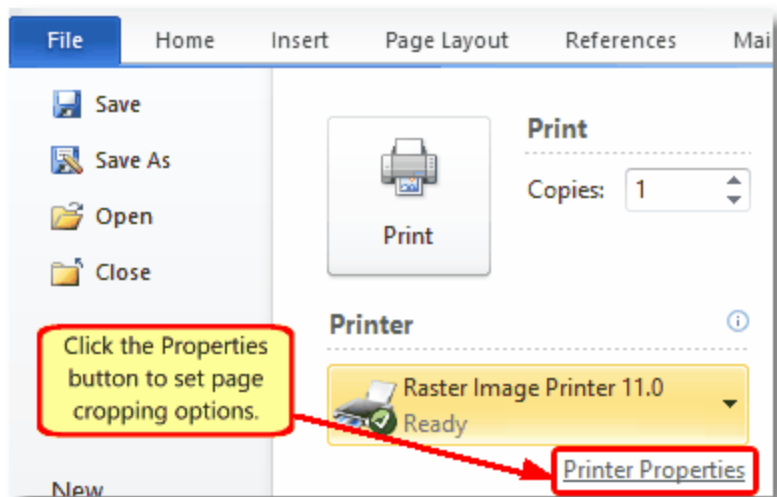 File Home Insert Page Layout References Mai
Save
Save As
Open
Close
New
Print
Print
Copies: 1
Printer
Raster Image Printer 11.0
Ready
Printer Properties
Click the Properties
button to set page
cropping options.